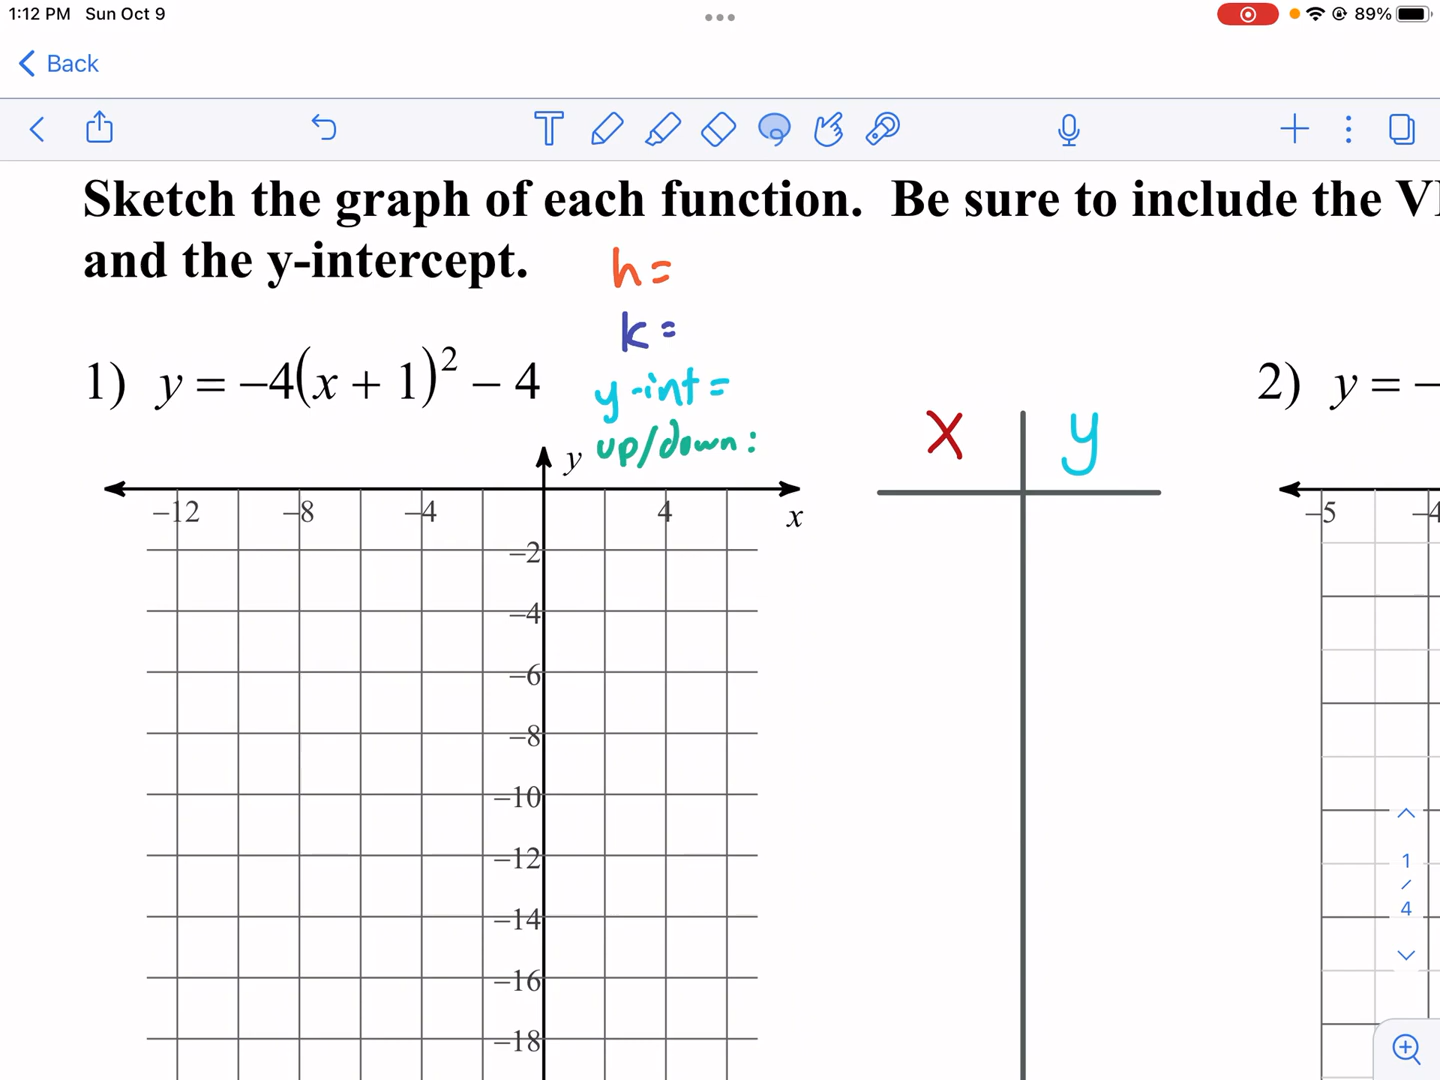 1:12 PM Sun Oct 9
89%
Back
Sketch the graph of each function. Be sure to include the
and the y-intercept.
h =
k =
1) y = −4(x + 1)² − 4
y-int =
up/down:
x y
2) y = −
y
−12 −8 −4 4 x
−2
−4
−6
−8
−10
−12
−14
−16
−18
−5 −4
1
/
4